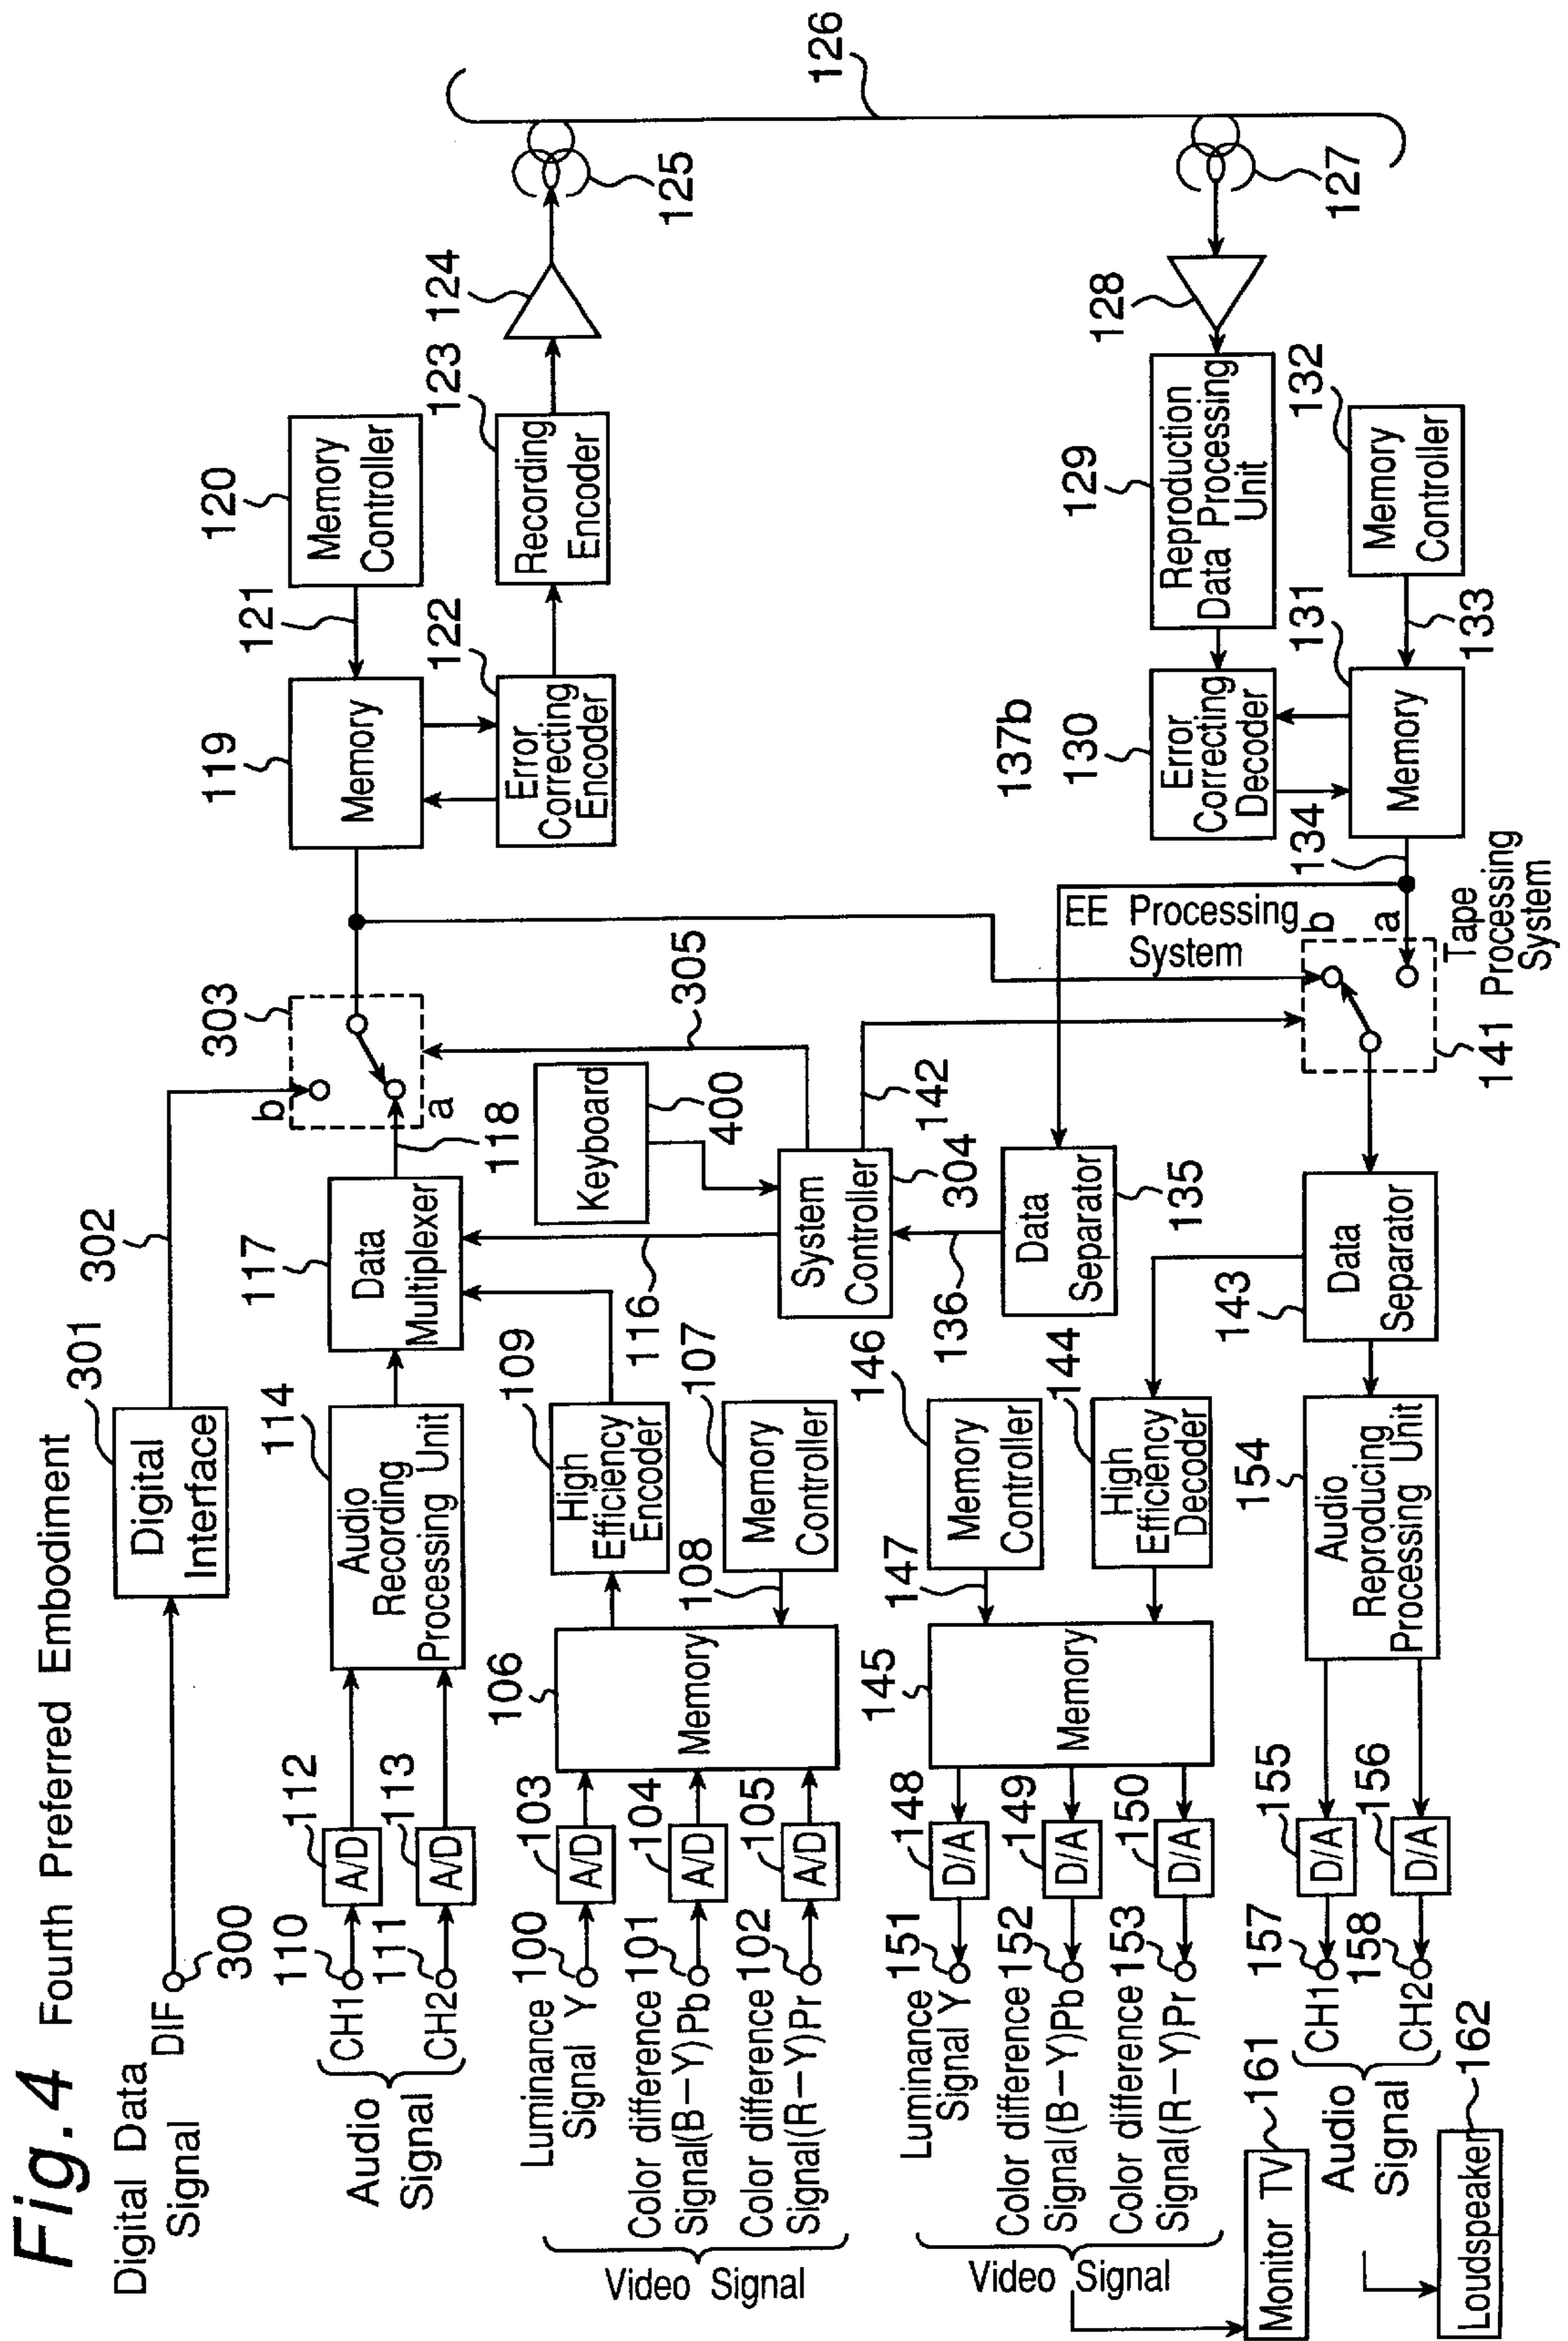 Fig.4 Fourth Preferred Embodiment
Digital Data
Signal
DIF
300
301
Digital
Interface
302
Audio
Signal
CH1
CH2
110
111
112
113
A/D
A/D
114
Audio
Recording
Processing Unit
117
Data
Multiplexer
118
303
b
a
119
Memory
121
120
Memory
Controller
122
Error
Correcting
Encoder
123
Recording
Encoder
124
125
126
Video Signal
Luminance
Signal Y
100
Color difference
Signal(B-Y)Pb
101
Color difference
Signal(R-Y)Pr
102
103
A/D
104
A/D
105
A/D
106
Memory
108
107
Memory
Controller
109
High
Efficiency
Encoder
116
Keyboard
400
305
System
Controller
304
142
136
Data
Separator
135
EE Processing
System
Video Signal
Luminance
Signal Y
151
Color difference
Signal(B-Y)Pb
152
Color difference
Signal(R-Y)Pr
153
148
D/A
149
D/A
150
D/A
145
Memory
147
146
Memory
Controller
144
High
Efficiency
Decoder
143
Data
Separator
141
b
a
Tape
Processing
System
134
137b
130
Error
Correcting
Decoder
131
Memory
133
132
Memory
Controller
129
Reproduction
Data Processing
Unit
128
127
Monitor TV
161
Audio
Signal
CH1
CH2
157
158
155
D/A
156
D/A
154
Audio
Reproducing
Processing Unit
Loudspeaker
162